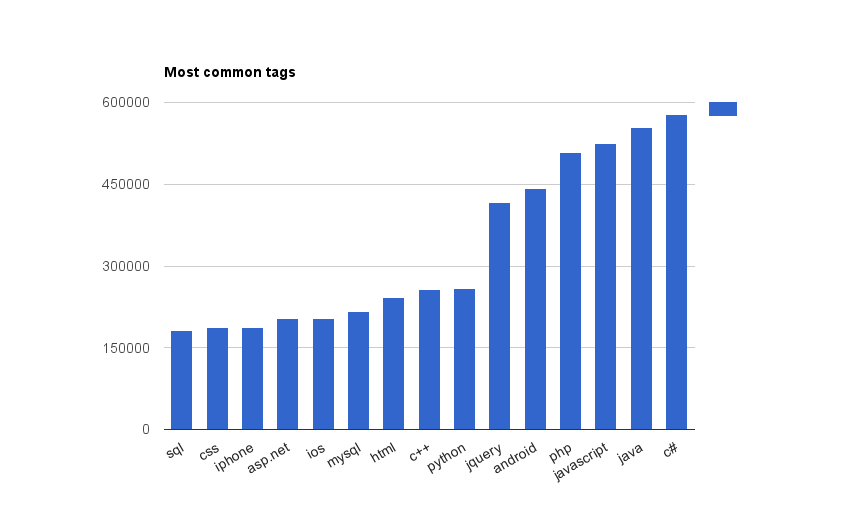 Most common tags
600000
450000
300000
150000
0
sql
css
iphone
asp.net
ios
mysql
html
c++
python
jquery
android
php
javascript
java
c#